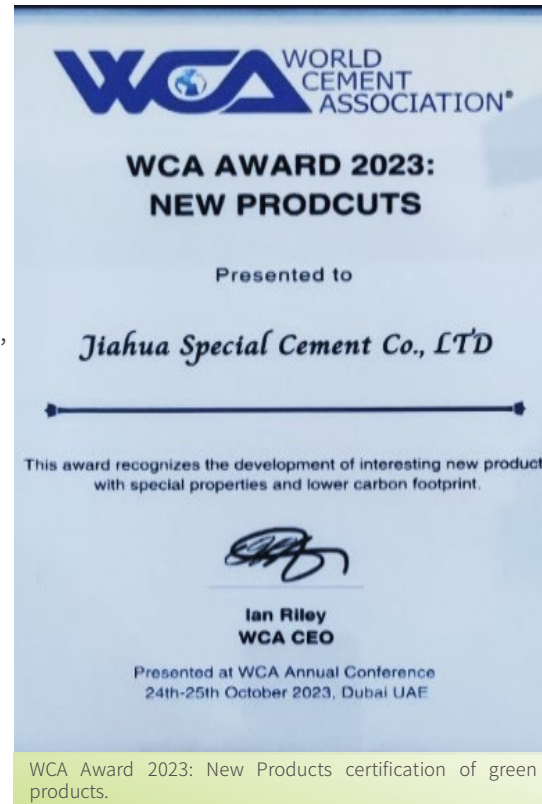 WCA WORLD
CEMENT
ASSOCIATION®
WCA AWARD 2023:
NEW PRODCUTS
Presented to
Jiahua Special Cement Co., LTD
This award recognizes the development of interesting new product
with special properties and lower carbon footprint.
Ian Riley
WCA CEO
Presented at WCA Annual Conference
24th-25th October 2023, Dubai UAE
WCA Award 2023: New Products certification of green
products.